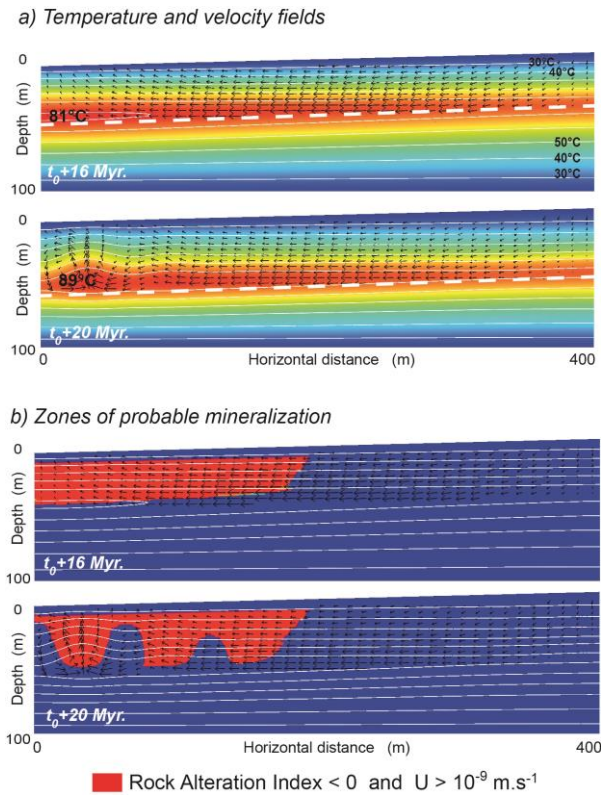 a) Temperature and velocity fields
0
30°C
40°C
81°C
Depth (m)
50°C
40°C
t₀+16 Myr.
30°C
100
0
Depth (m)
89°C
t₀+20 Myr.
100
0
Horizontal distance (m)
400
b) Zones of probable mineralization
0
Depth (m)
t₀+16 Myr.
100
0
Depth (m)
t₀+20 Myr.
100
0
Horizontal distance (m)
400
Rock Alteration Index < 0 and U > 10⁻⁹ m.s⁻¹